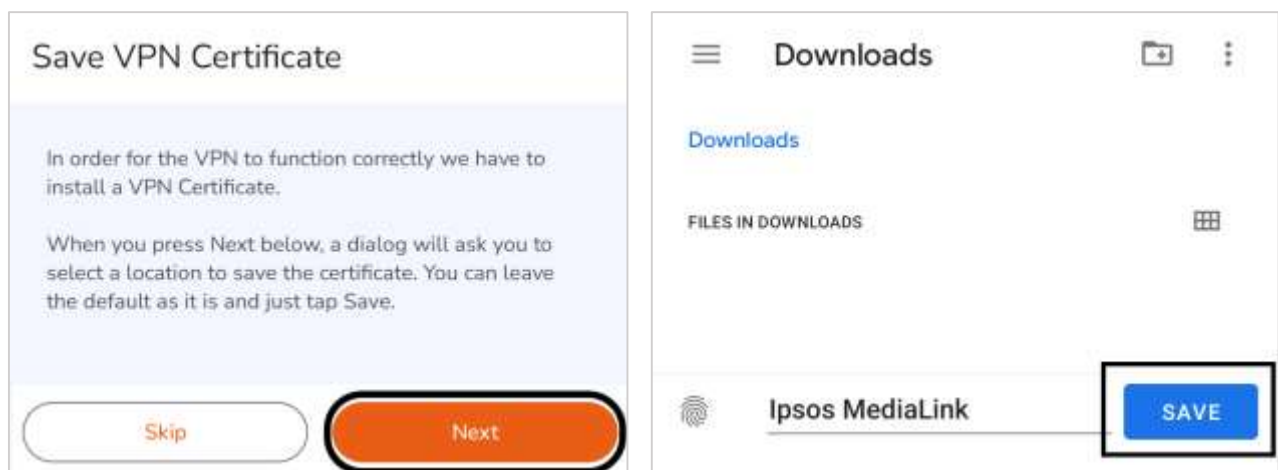 Save VPN Certificate
In order for the VPN to function correctly we have to
install a VPN Certificate.
When you press Next below, a dialog will ask you to
select a location to save the certificate. You can leave
the default as it is and just tap Save.
Skip
Next
Downloads
Downloads
FILES IN DOWNLOADS
Ipsos MediaLink
SAVE